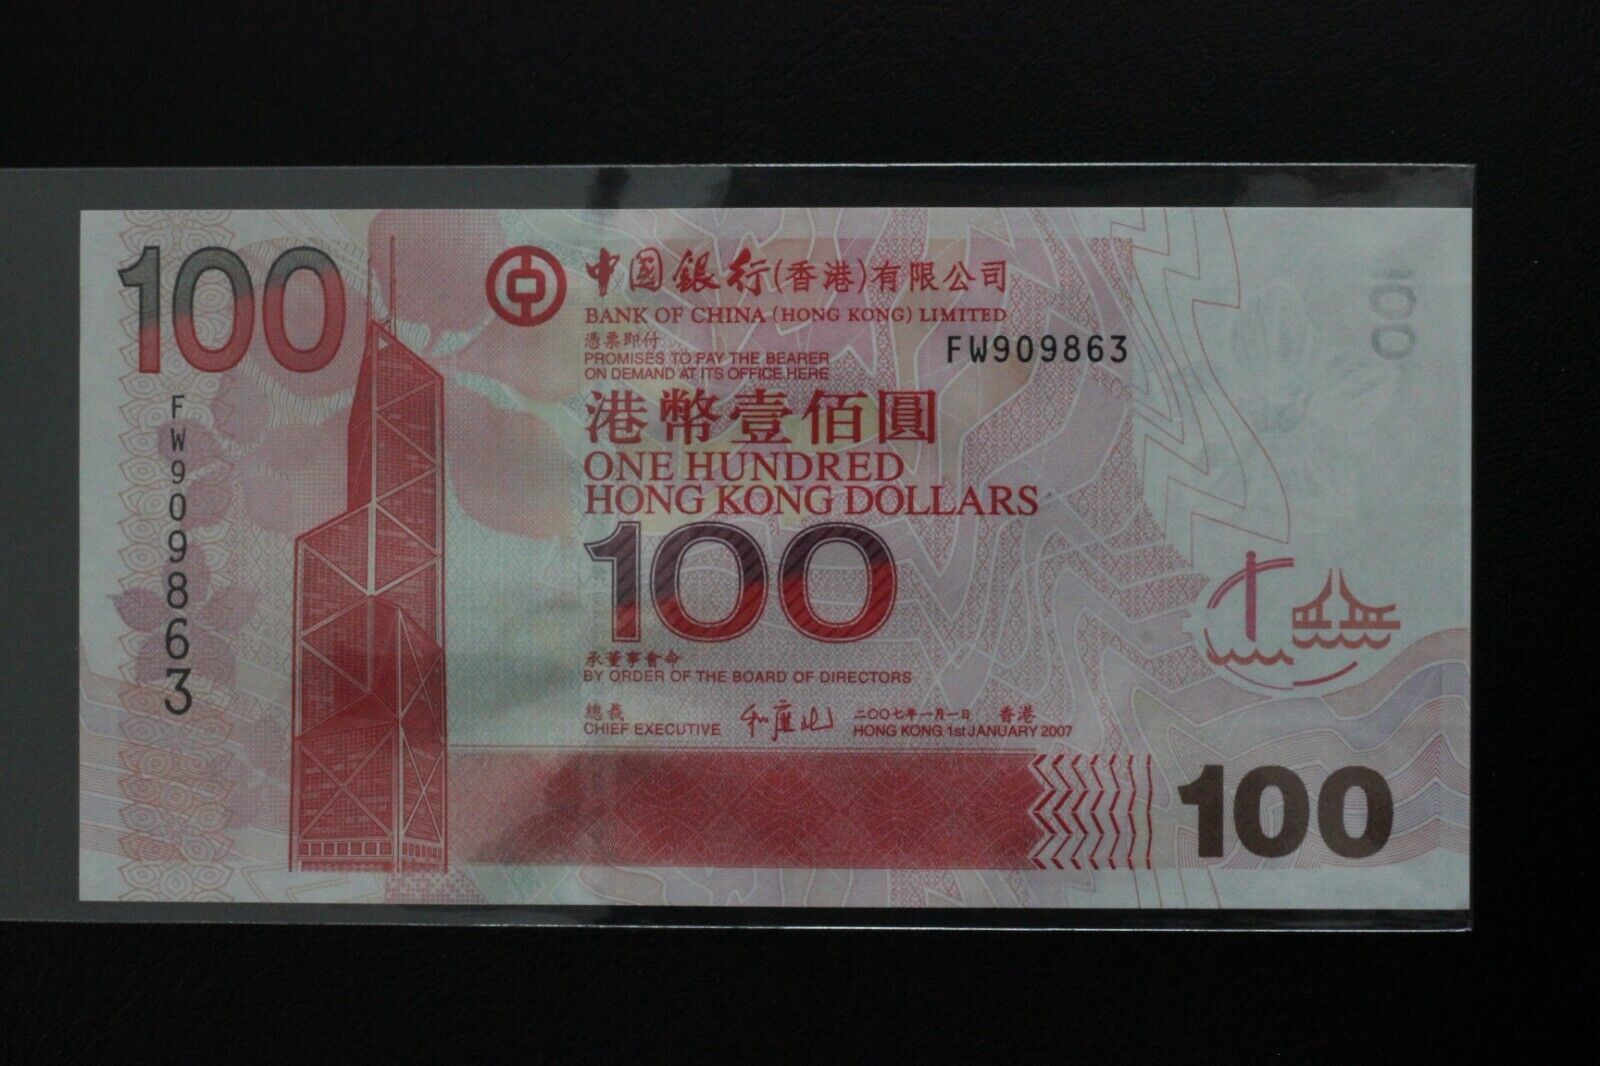 100
中國銀行(香港)有限公司
BANK OF CHINA (HONG KONG) LIMITED
憑票即付
PROMISES TO PAY THE BEARER
ON DEMAND AT ITS OFFICE HERE
FW909863
港幣壹佰圓
ONE HUNDRED
HONG KONG DOLLARS
100
FW909863
承董事會命
BY ORDER OF THE BOARD OF DIRECTORS
總裁
CHIEF EXECUTIVE
二〇〇七年一月一日 香港
HONG KONG 1st JANUARY 2007
100
100